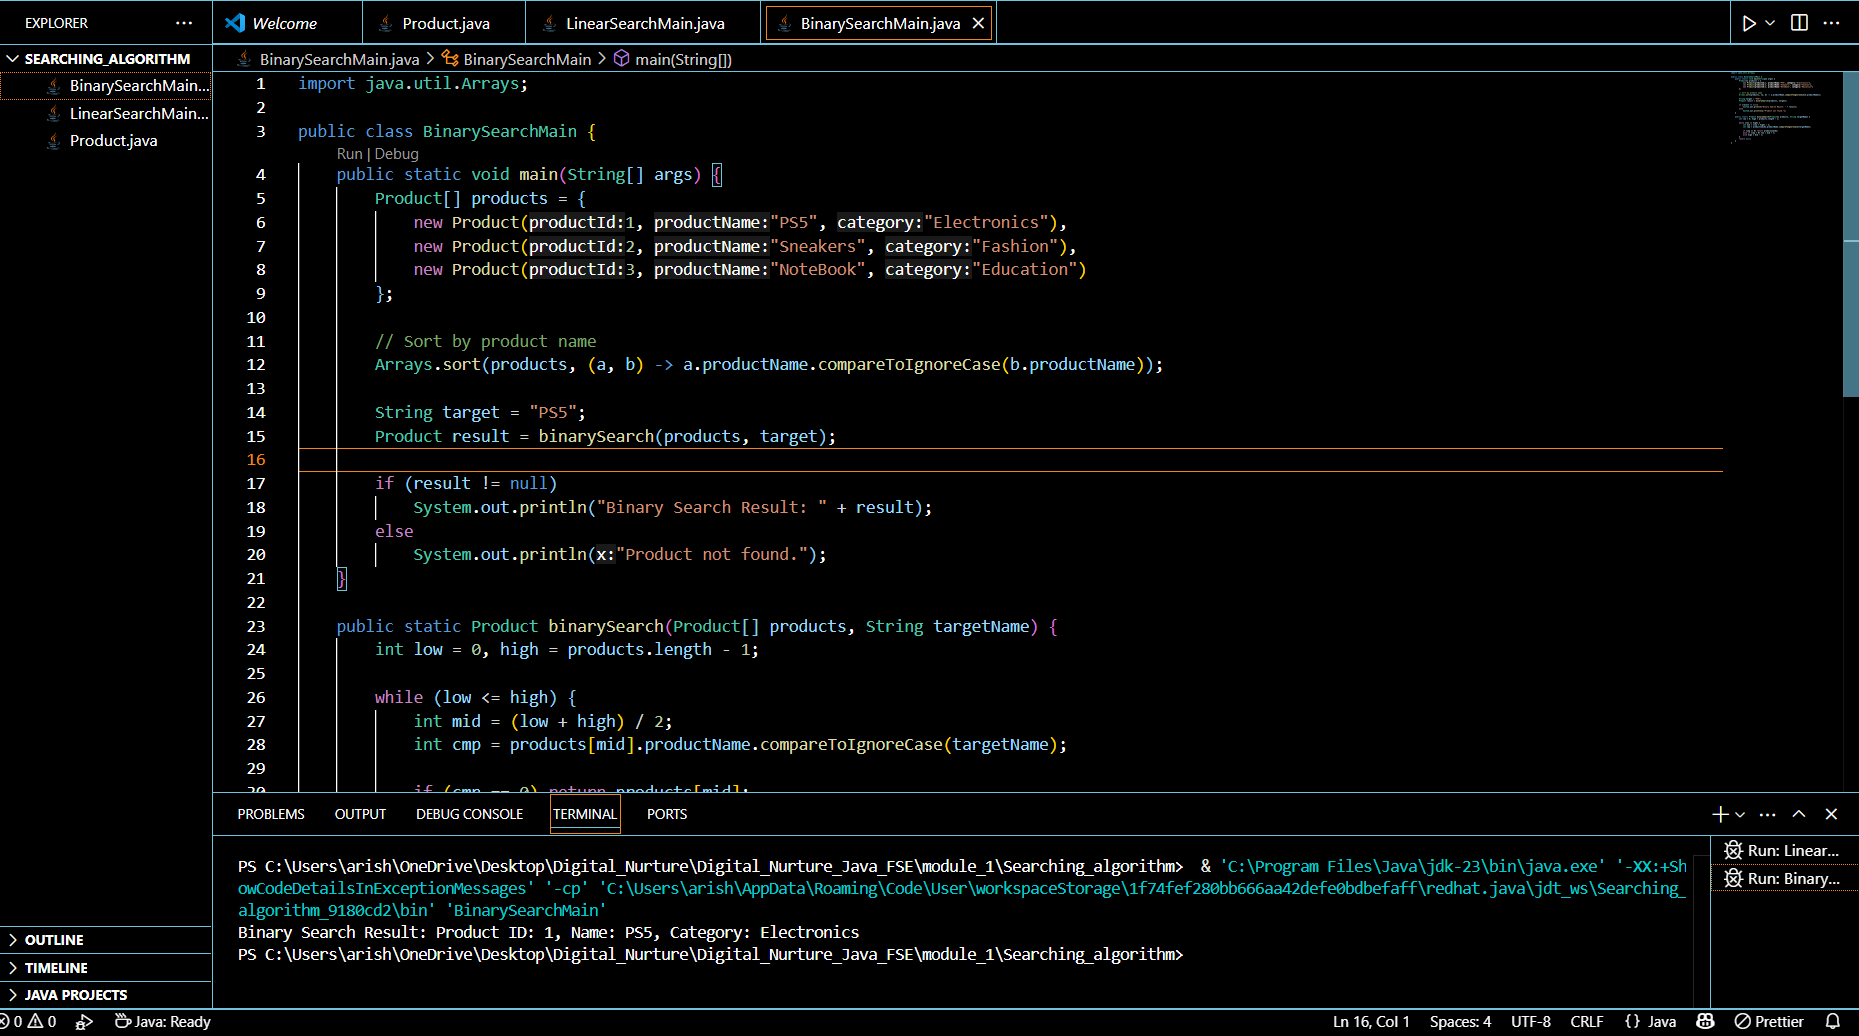 EXPLORER ···
Welcome Product.java LinearSearchMain.java BinarySearchMain.java
SEARCHING_ALGORITHM
BinarySearchMain...
LinearSearchMain...
Product.java
BinarySearchMain.java > BinarySearchMain > main(String[])
1 import java.util.Arrays;
2
3 public class BinarySearchMain {
Run | Debug
4 public static void main(String[] args) {
5 Product[] products = {
6 new Product(productId:1, productName:"PS5", category:"Electronics"),
7 new Product(productId:2, productName:"Sneakers", category:"Fashion"),
8 new Product(productId:3, productName:"NoteBook", category:"Education")
9 };
10
11 // Sort by product name
12 Arrays.sort(products, (a, b) -> a.productName.compareToIgnoreCase(b.productName));
13
14 String target = "PS5";
15 Product result = binarySearch(products, target);
16
17 if (result != null)
18 System.out.println("Binary Search Result: " + result);
19 else
20 System.out.println(x:"Product not found.");
21 }
22
23 public static Product binarySearch(Product[] products, String targetName) {
24 int low = 0, high = products.length - 1;
25
26 while (low <= high) {
27 int mid = (low + high) / 2;
28 int cmp = products[mid].productName.compareToIgnoreCase(targetName);
29
30 if (cmp == 0) return products[mid];
PROBLEMS OUTPUT DEBUG CONSOLE TERMINAL PORTS
PS C:\Users\arish\OneDrive\Desktop\Digital_Nurture\Digital_Nurture_Java_FSE\module_1\Searching_algorithm> & 'C:\Program Files\Java\jdk-23\bin\java.exe' '-XX:+Sh
owCodeDetailsInExceptionMessages' '-cp' 'C:\Users\arish\AppData\Roaming\Code\User\workspaceStorage\1f74fef280bb666aa42defe0bdbefaff\redhat.java\jdt_ws\Searching_
algorithm_9180cd2\bin' 'BinarySearchMain'
Binary Search Result: Product ID: 1, Name: PS5, Category: Electronics
PS C:\Users\arish\OneDrive\Desktop\Digital_Nurture\Digital_Nurture_Java_FSE\module_1\Searching_algorithm>
Run: Linear...
Run: Binary...
OUTLINE
TIMELINE
JAVA PROJECTS
0 0 Java: Ready Ln 16, Col 1 Spaces: 4 UTF-8 CRLF {} Java Prettier